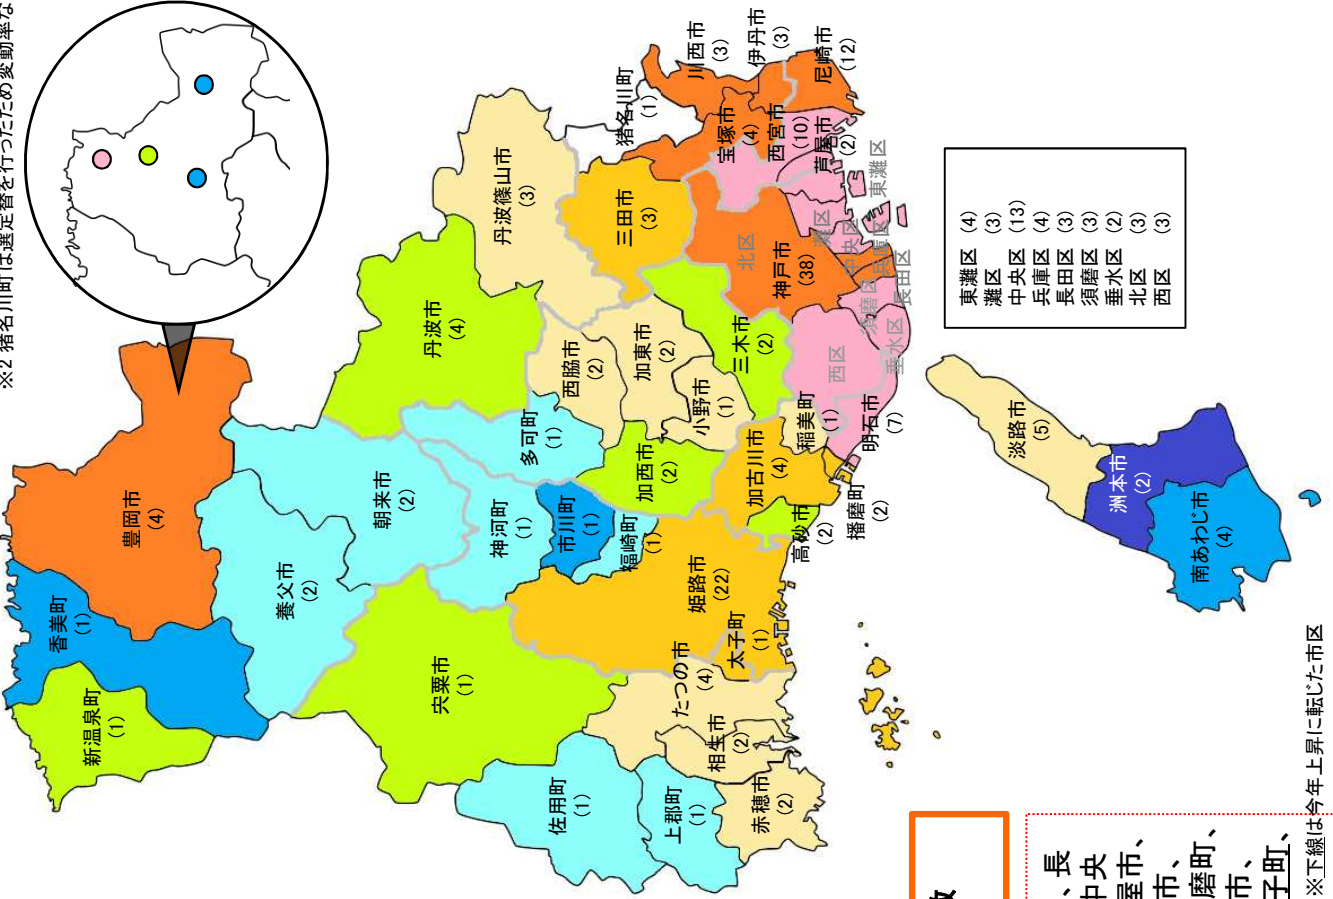 ※2 猪名川町は選定替を行ったため変動率な
豊岡市
(4)
香美町
(1)
新温泉町
(1)
養父市
(2)
朝来市
(2)
丹波市
(4)
丹波篠山市
(3)
宍粟市
(1)
神河町
(1)
多可町
(1)
西脇市
(2)
加東市
(2)
三田市
(3)
猪名川町
(1)
川西市
(3)
伊丹市
(3)
尼崎市
(12)
宝塚市
(4)
西宮市
(10)
芦屋市
(2)
市川町
(1)
福崎町
(1)
加西市
(2)
小野市
(1)
三木市
(2)
北区
神戸市
(38)
東灘区
灘区
中央区
兵庫区
長田区
須磨区
垂水区
西区
佐用町
(1)
上郡町
(1)
赤穂市
(2)
相生市
(2)
たつの市
(4)
太子町
(1)
姫路市
(22)
高砂市
(2)
加古川市
(4)
播磨町
(2)
稲美町
(1)
明石市
(7)
淡路市
(5)
洲本市
(2)
南あわじ市
(4)
東灘区 (4)
灘区 (3)
中央区 (13)
兵庫区 (4)
長田区 (3)
須磨区 (3)
垂水区 (2)
北区 (3)
西区 (3)
、長
中央
屋市、
市、
磨町、
市、
子町、
※下線は今年上昇に転じた市区